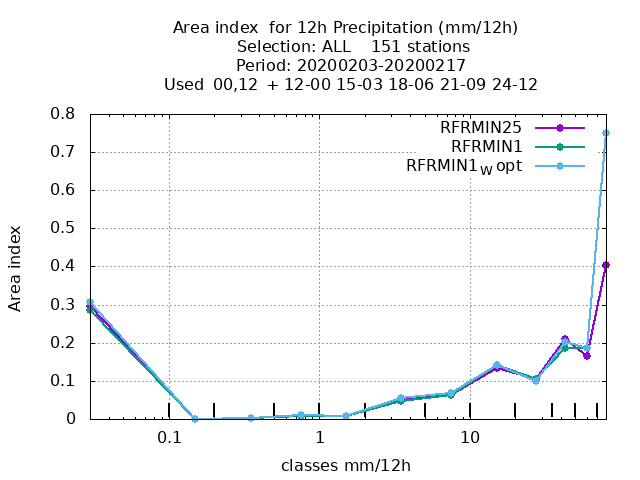 Area index  for 12h Precipitation (mm/12h)
Selection: ALL    151 stations
Period: 20200203-20200217
Used  00,12  + 12-00 15-03 18-06 21-09 24-12
RFRMIN25
RFRMIN1
RFRMIN1W opt
0.8
0.7
0.6
0.5
0.4
0.3
0.2
0.1
0
Area index
0.1 1 10
classes mm/12h